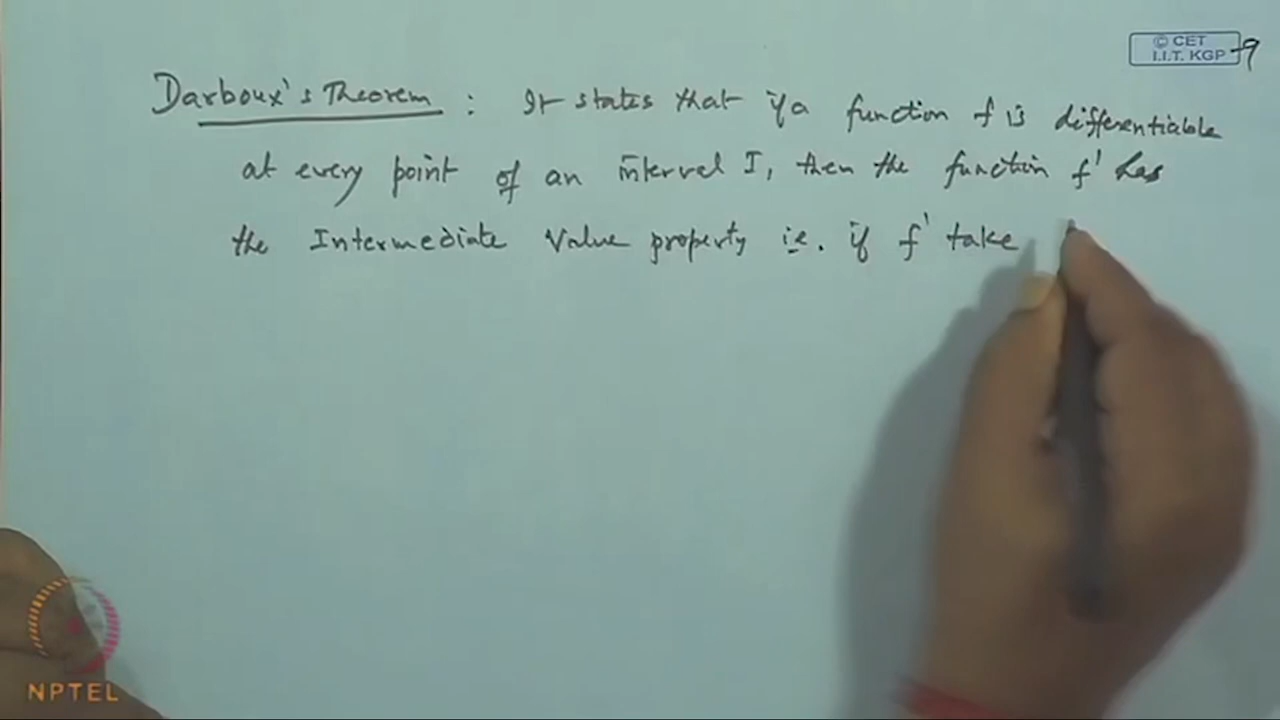 © CET
I.I.T. KGP
9
Darboux's Theorem : It states that if a function f is differentiable
at every point of an interval I, then the function f' has
the Intermediate Value property i.e. if f' take
NPTEL